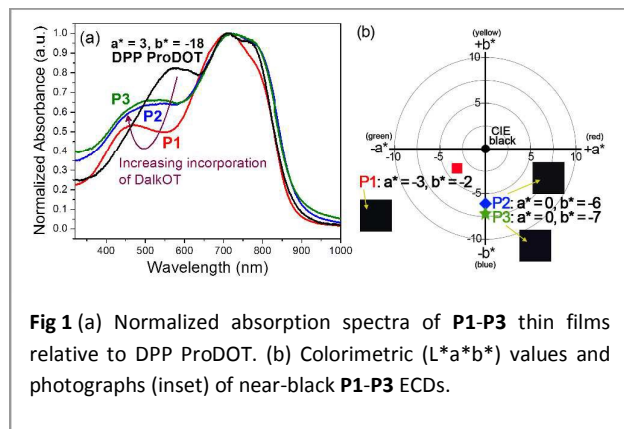 (a)
a* = 3, b* = -18
DPP ProDOT
P3
P2
P1
Increasing incorporation
of DalkOT
Normalized Absorbance (a.u.)
1.0
0.9
0.8
0.7
0.6
0.5
0.4
0.3
0.2
0.1
0.0
400 500 600 700 800 900 1000
Wavelength (nm)
(b)
(yellow)
+b*
10
5
CIE
black
(green)
-a*
(red)
+a*
-10 -5 5 10
P1: a* = -3, b* = -2
-5
P2: a* = 0, b* = -6
P3: a* = 0, b* = -7
-10
-b*
(blue)
Fig 1 (a) Normalized absorption spectra of P1-P3 thin films
relative to DPP ProDOT. (b) Colorimetric (L*a*b*) values and
photographs (inset) of near-black P1-P3 ECDs.